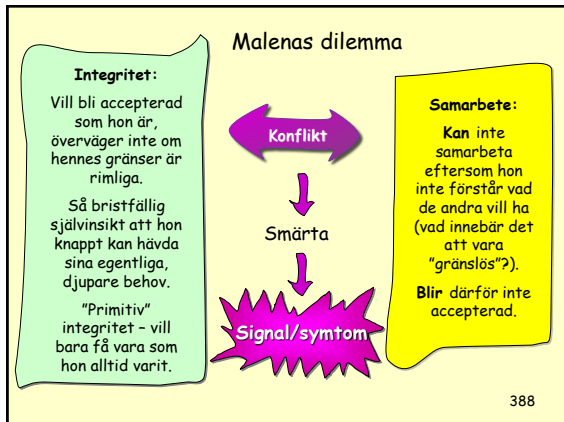 Malenas dilemma
Integritet:
Vill bli accepterad
som hon är,
överväger inte om
hennes gränser är
rimliga.
Så bristfällig
självinsikt att hon
knappt kan hävda
sina egentliga,
djupare behov.
"Primitiv"
integritet – vill
bara få vara som
hon alltid varit.
Konflikt
Smärta
Signal/symtom
Samarbete:
Kan inte
samarbeta
eftersom hon
inte förstår vad
de andra vill ha
(vad innebär det
att vara
"gränslös"?).
Blir därför inte
accepterad.
388